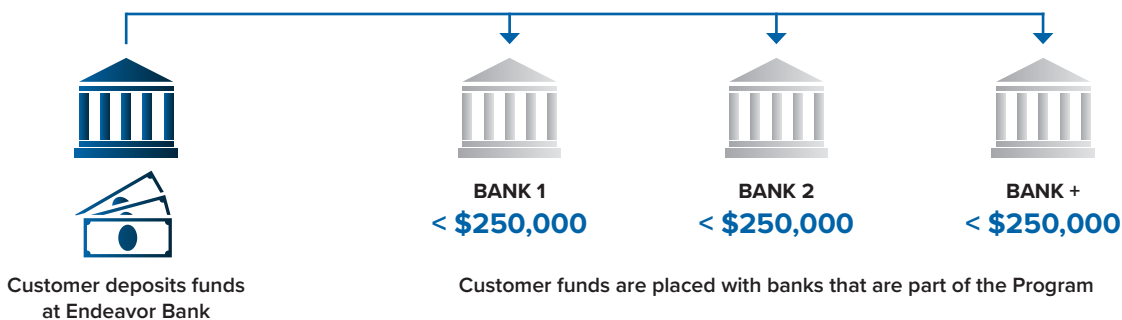 BANK 1
< $250,000
BANK 2
< $250,000
BANK +
< $250,000
Customer deposits funds
at Endeavor Bank
Customer funds are placed with banks that are part of the Program